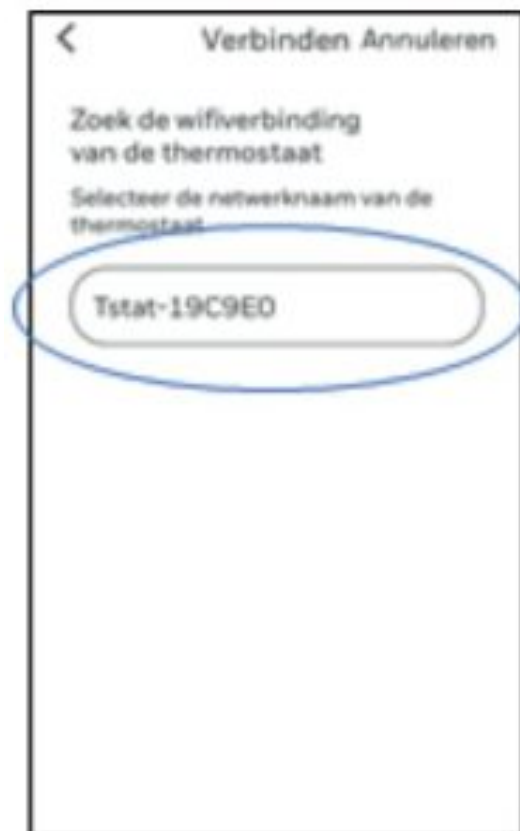 Verbinden Annuleren
Zoek de wifiverbinding
van de thermostaat
Selecteer de netwerknaam van de
thermostaat
Tstat-19C9E0